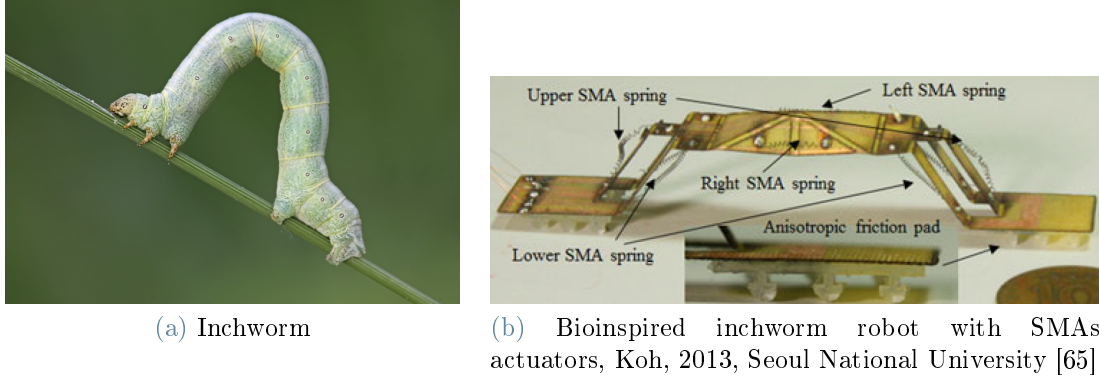 Upper SMA spring
Left SMA spring
Right SMA spring
Anisotropic friction pad
Lower SMA spring
(a) Inchworm
(b) Bioinspired inchworm robot with SMAs
actuators, Koh, 2013, Seoul National University [65]